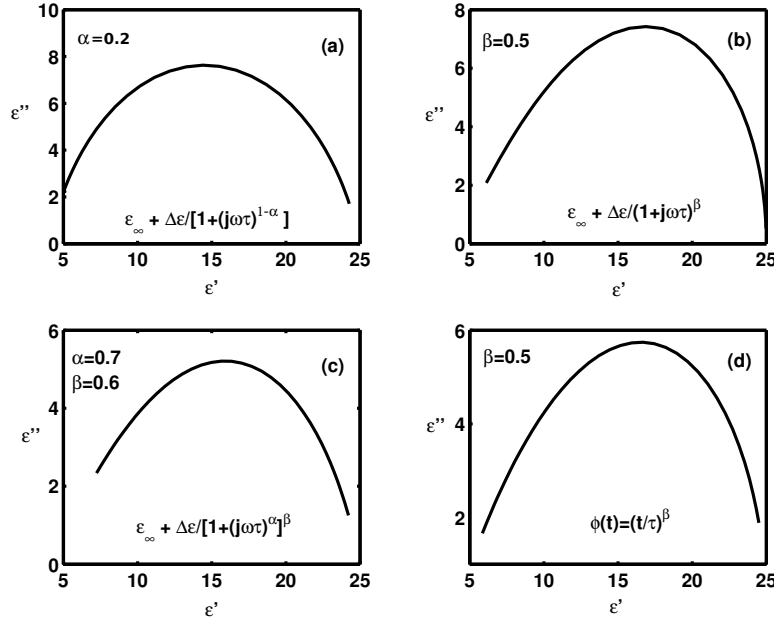 10
8
6
4
2
0
5
10
15
20
25
ε''
ε'
α=0.2
(a)
ε∞ + Δε/[1+(jωτ)^1-α ]
8
6
4
2
0
5
10
15
20
25
ε''
ε'
β=0.5
(b)
ε∞ + Δε/(1+jωτ)^β
6
4
2
0
5
10
15
20
25
ε''
ε'
α=0.7
β=0.6
(c)
ε∞ + Δε/[1+(jωτ)^α]^β
6
4
2
5
10
15
20
25
ε''
ε'
β=0.5
(d)
ϕ(t)=(t/τ)^β